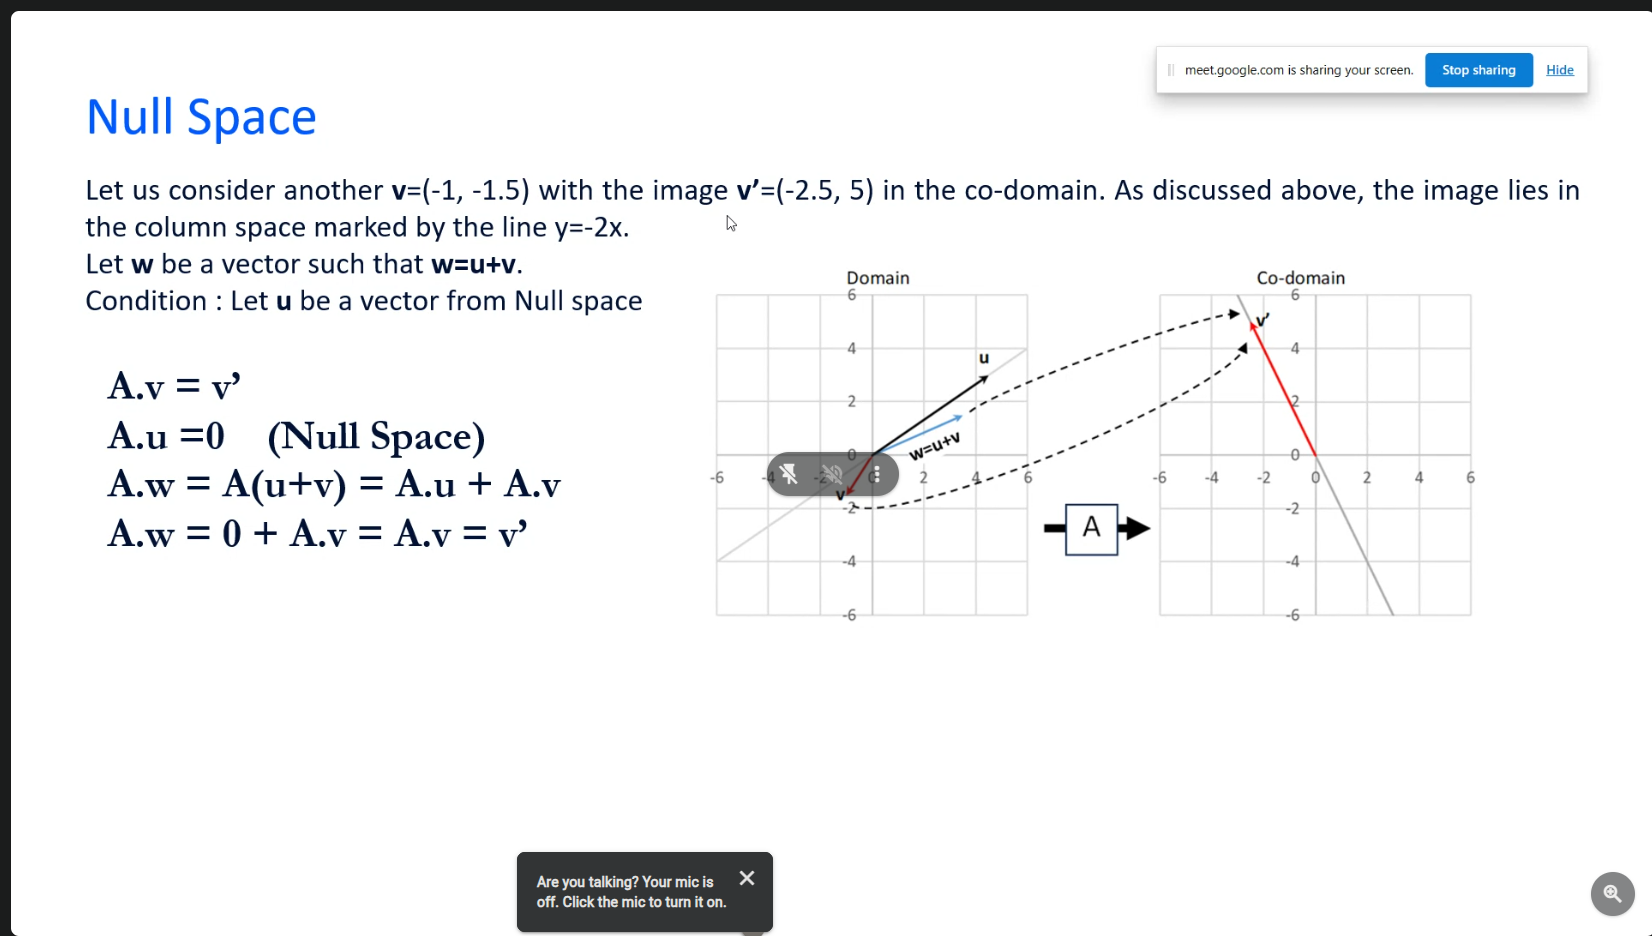 meet.google.com is sharing your screen.
Stop sharing
Hide
Null Space
Let us consider another v=(-1, -1.5) with the image v’=(-2.5, 5) in the co-domain. As discussed above, the image lies in
the column space marked by the line y=-2x.
Let w be a vector such that w=u+v.
Condition : Let u be a vector from Null space
A.v = v’
A.u =0 (Null Space)
A.w = A(u+v) = A.u + A.v
A.w = 0 + A.v = A.v = v’
Domain
6
4
2
0
-6 -4 -2 0 2 4 6
-2
-4
-6
u
w=u+v
v
A
Co-domain
6
4
2
0
-6 -4 -2 0 2 4 6
-2
-4
-6
v’
Are you talking? Your mic is
off. Click the mic to turn it on.